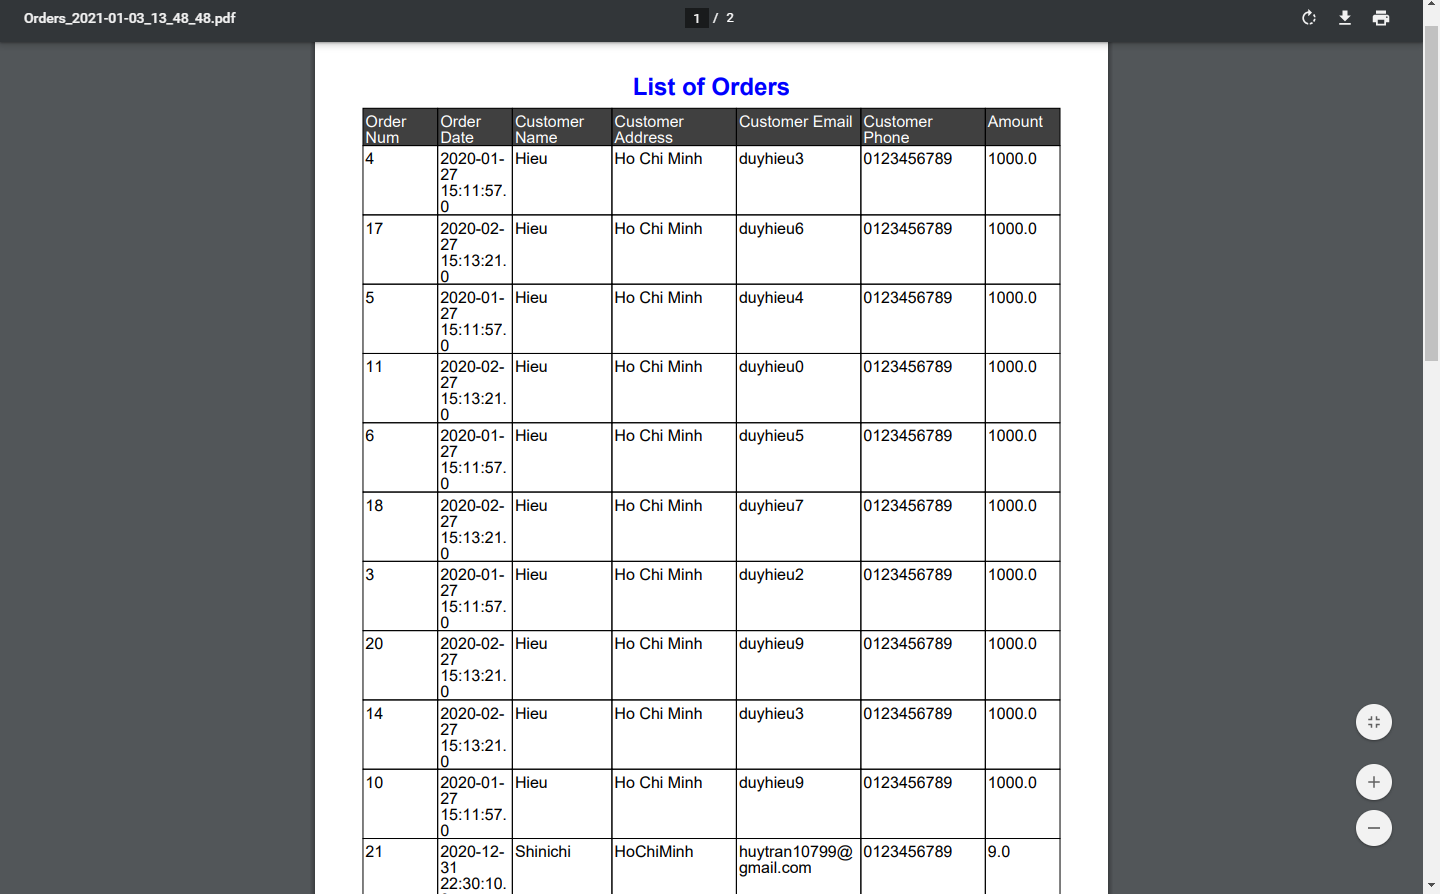 Orders_2021-01-03_13_48_48.pdf
1 / 2
List of Orders
Order Num Order Date Customer Name Customer Address Customer Email Customer Phone Amount
4 2020-01-27 15:11:57.0 Hieu Ho Chi Minh duyhieu3 0123456789 1000.0
17 2020-02-27 15:13:21.0 Hieu Ho Chi Minh duyhieu6 0123456789 1000.0
5 2020-01-27 15:11:57.0 Hieu Ho Chi Minh duyhieu4 0123456789 1000.0
11 2020-02-27 15:13:21.0 Hieu Ho Chi Minh duyhieu0 0123456789 1000.0
6 2020-01-27 15:11:57.0 Hieu Ho Chi Minh duyhieu5 0123456789 1000.0
18 2020-02-27 15:13:21.0 Hieu Ho Chi Minh duyhieu7 0123456789 1000.0
3 2020-01-27 15:11:57.0 Hieu Ho Chi Minh duyhieu2 0123456789 1000.0
20 2020-02-27 15:13:21.0 Hieu Ho Chi Minh duyhieu9 0123456789 1000.0
14 2020-02-27 15:13:21.0 Hieu Ho Chi Minh duyhieu3 0123456789 1000.0
10 2020-01-27 15:11:57.0 Hieu Ho Chi Minh duyhieu9 0123456789 1000.0
21 2020-12-31 22:30:10. Shinichi HoChiMinh huytran10799@gmail.com 0123456789 9.0